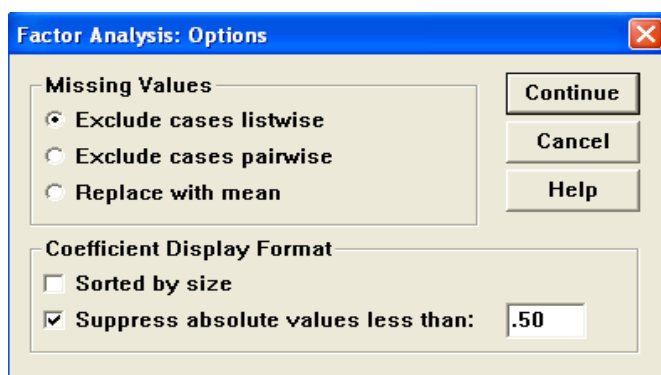 Factor Analysis: Options
Missing Values
Exclude cases listwise
Exclude cases pairwise
Replace with mean
Continue
Cancel
Help
Coefficient Display Format
Sorted by size
Suppress absolute values less than: .50